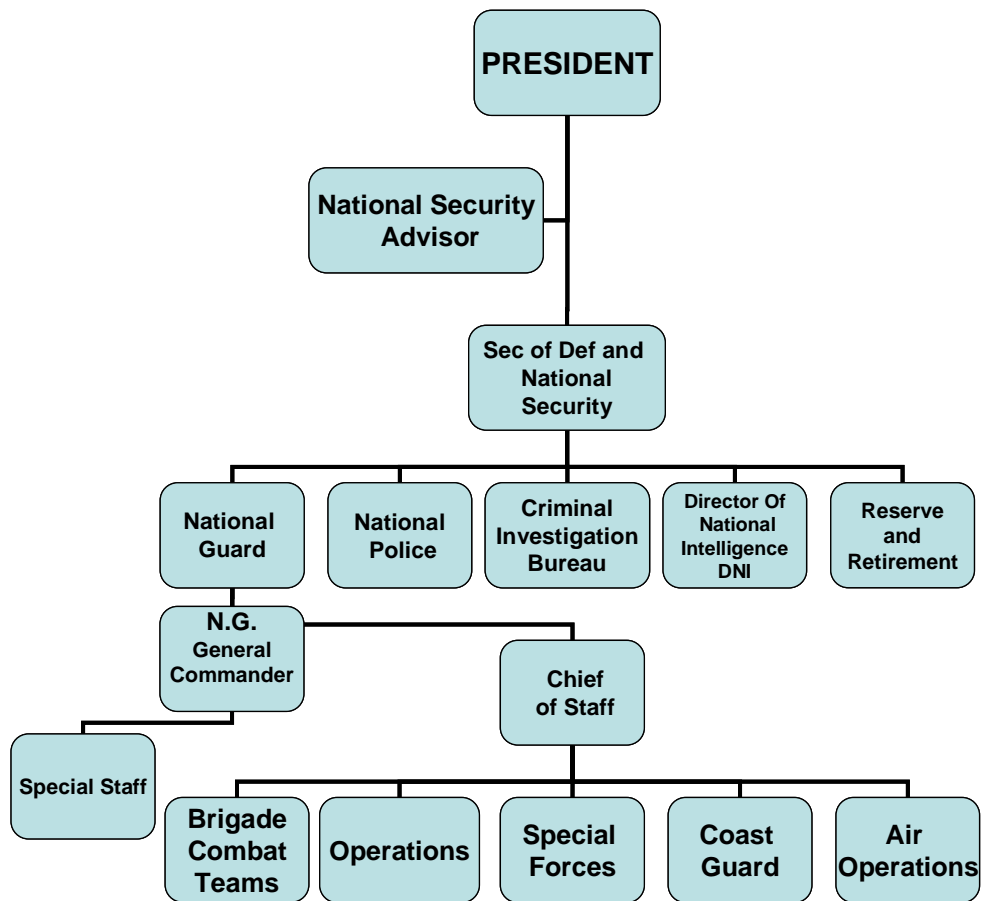 PRESIDENT
National Security
Advisor
Sec of Def and
National
Security
National
Guard
National
Police
Criminal
Investigation
Bureau
Director Of
National
Intelligence
DNI
Reserve
and
Retirement
N.G.
General
Commander
Chief
of Staff
Special Staff
Brigade
Combat
Teams
Operations
Special
Forces
Coast
Guard
Air
Operations